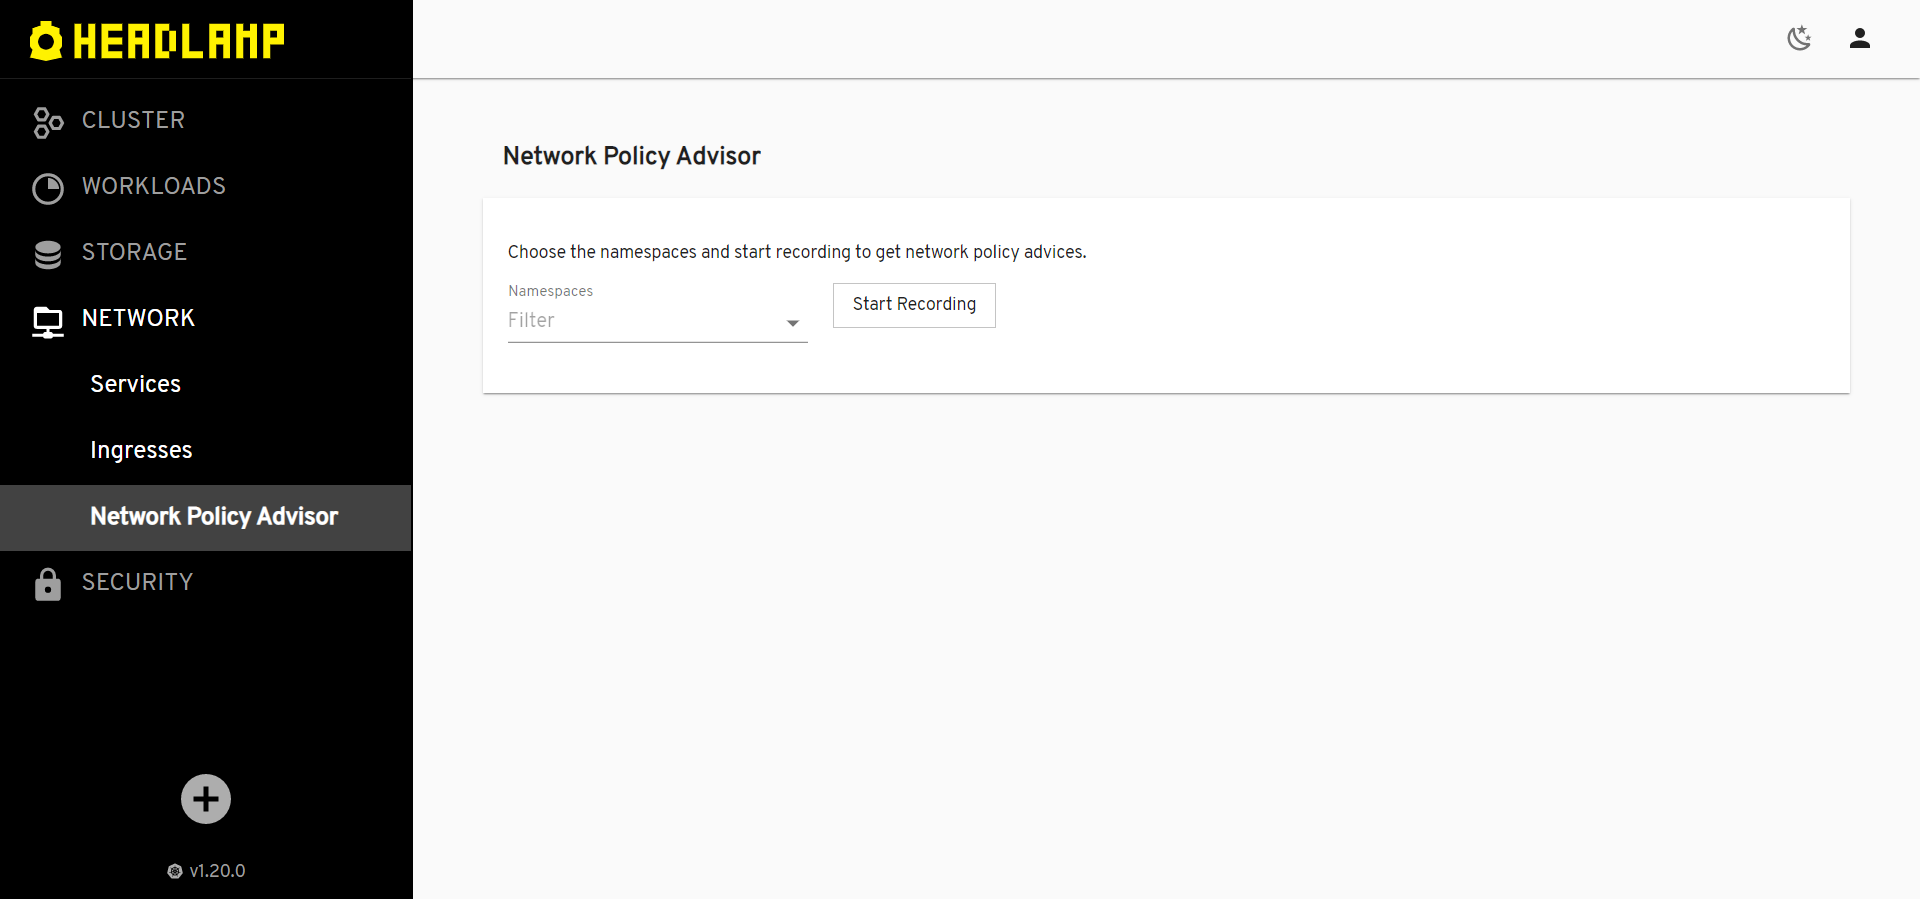 HEADLAMP
CLUSTER
WORKLOADS
STORAGE
NETWORK
Services
Ingresses
Network Policy Advisor
SECURITY
v1.20.0
Network Policy Advisor
Choose the namespaces and start recording to get network policy advices.
Namespaces
Filter
Start Recording